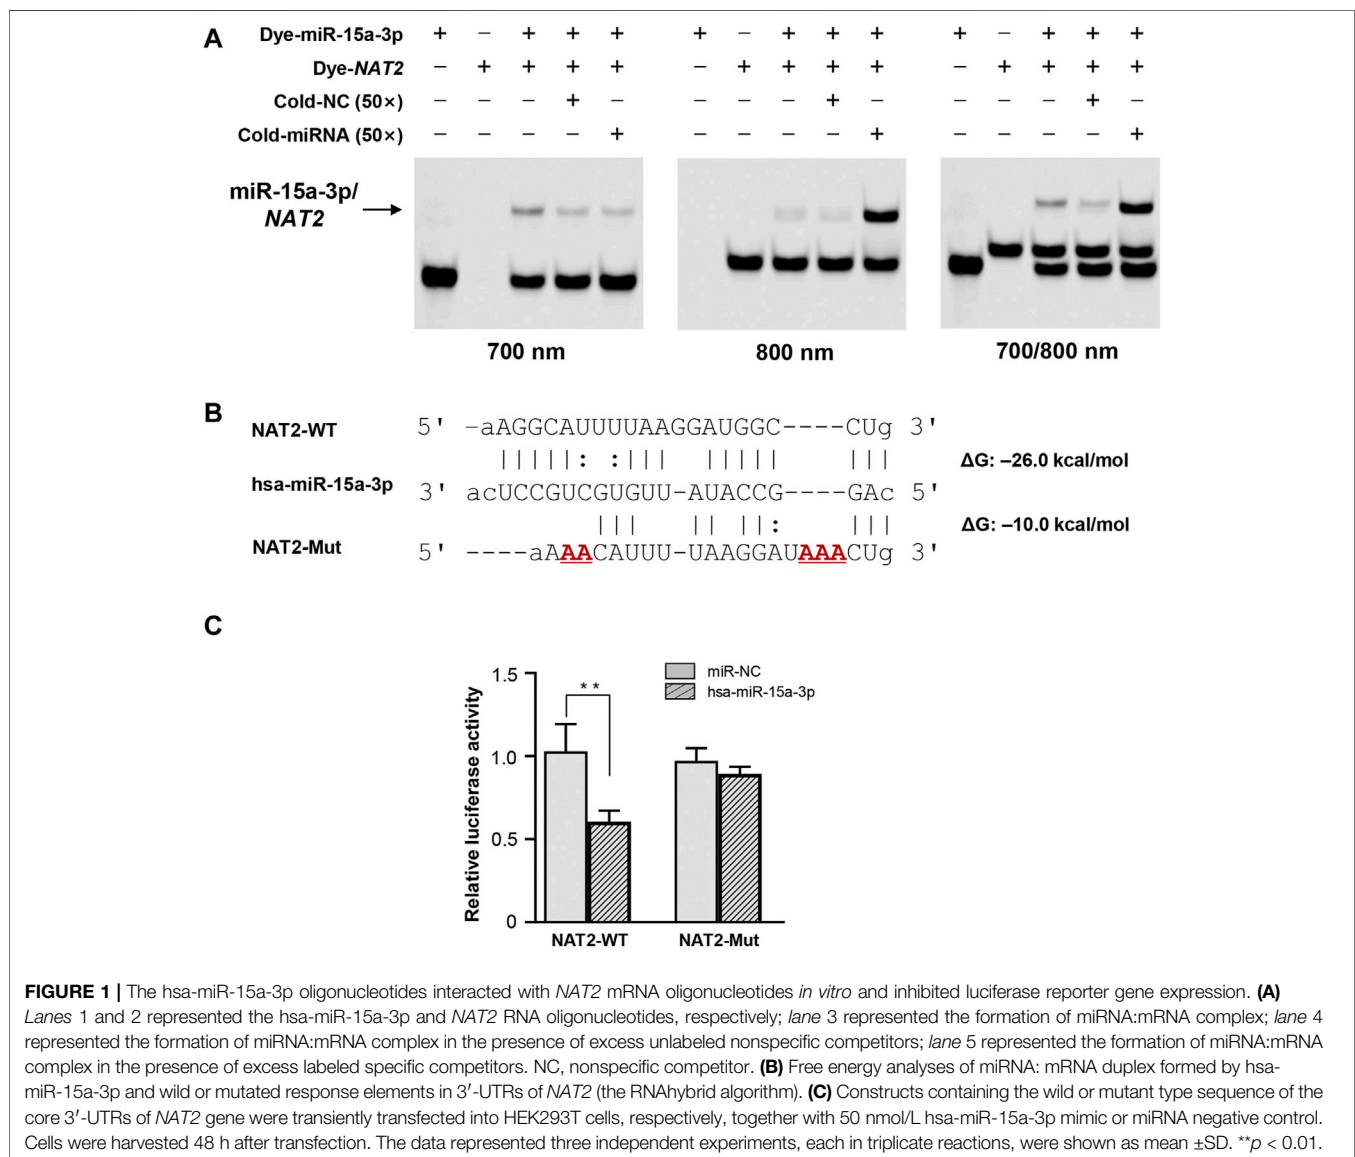 A
Dye-miR-15a-3p + − + + + + − + + + + − + + +
Dye-NAT2 − + + + + − + + + + − + + + +
Cold-NC (50×) − − − + − − − − + − − − − + −
Cold-miRNA (50×) − − − − + − − − − + − − − − +
miR-15a-3p/
NAT2
700 nm 800 nm 700/800 nm
B
NAT2-WT 5' -aAGGCAUUUUAAGGAUGGC----CUg 3'
|||||: :||| ||||| ||| ΔG: –26.0 kcal/mol
hsa-miR-15a-3p 3' acUCCGUCGUGUU-AUACCG----GAc 5'
||| || ||: ||| ΔG: –10.0 kcal/mol
NAT2-Mut 5' ----aAAACAUUU-UAAGGAUAAACUg 3'
C
Relative luciferase activity
1.5
1.0
0.5
0
**
miR-NC
hsa-miR-15a-3p
NAT2-WT NAT2-Mut
FIGURE 1 | The hsa-miR-15a-3p oligonucleotides interacted with NAT2 mRNA oligonucleotides in vitro and inhibited luciferase reporter gene expression. (A)
Lanes 1 and 2 represented the hsa-miR-15a-3p and NAT2 RNA oligonucleotides, respectively; lane 3 represented the formation of miRNA:mRNA complex; lane 4
represented the formation of miRNA:mRNA complex in the presence of excess unlabeled nonspecific competitors; lane 5 represented the formation of miRNA:mRNA
complex in the presence of excess labeled specific competitors. NC, nonspecific competitor. (B) Free energy analyses of miRNA: mRNA duplex formed by hsa-
miR-15a-3p and wild or mutated response elements in 3′-UTRs of NAT2 (the RNAhybrid algorithm). (C) Constructs containing the wild or mutant type sequence of the
core 3′-UTRs of NAT2 gene were transiently transfected into HEK293T cells, respectively, together with 50 nmol/L hsa-miR-15a-3p mimic or miRNA negative control.
Cells were harvested 48 h after transfection. The data represented three independent experiments, each in triplicate reactions, were shown as mean ±SD. **p < 0.01.